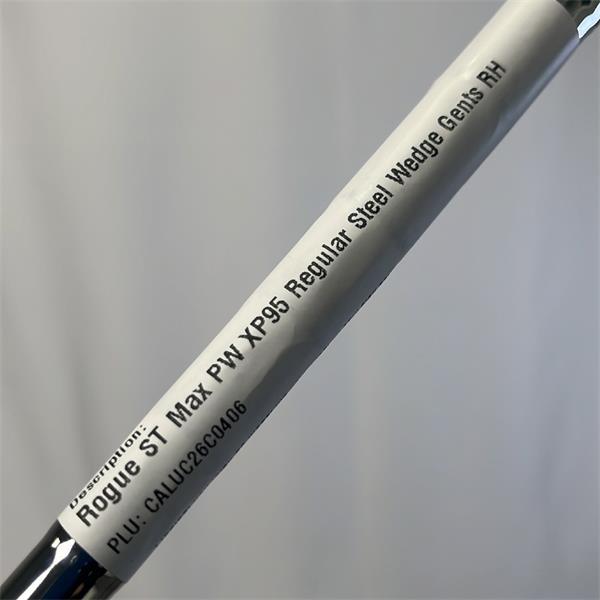 Description:
Rogue ST Max PW XP95 Regular Steel Wedge Gents RH
PLU: CALUC26C0406